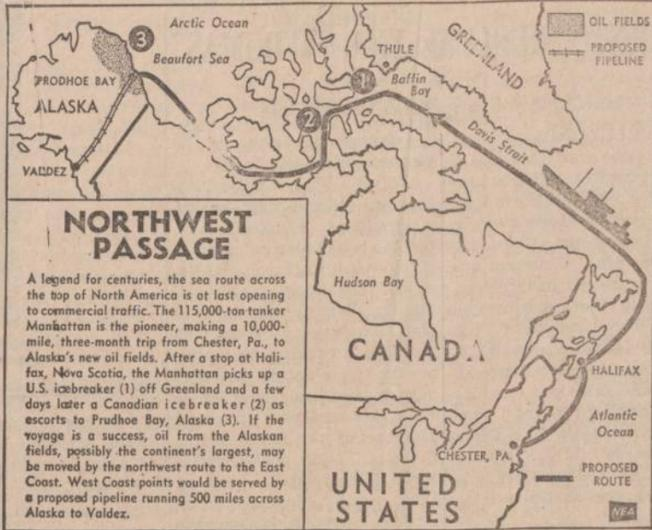 Arctic Ocean
3
Beaufort Sea
PRODHOE BAY
ALASKA
VALDEZ
THULE
GREENLAND
1
Baffin
Bay
2
Davis Strait
OIL FIELDS
PROPOSED
PIPELINE
NORTHWEST
PASSAGE
A legend for centuries, the sea route across
the top of North America is at last opening
to commercial traffic. The 115,000-ton tanker
Manhattan is the pioneer, making a 10,000-
mile, three-month trip from Chester, Pa., to
Alaska's new oil fields. After a stop at Hali-
fax, Nova Scotia, the Manhattan picks up a
U.S. icebreaker (1) off Greenland and a few
days later a Canadian icebreaker (2) as
escorts to Prudhoe Bay, Alaska (3). If the
voyage is a success, oil from the Alaskan
fields, possibly the continent's largest, may
be moved by the northwest route to the East
Coast. West Coast points would be served by
a proposed pipeline running 500 miles across
Alaska to Valdez.
Hudson Bay
CANADA
HALIFAX
Atlantic
Ocean
CHESTER, PA.
UNITED
STATES
PROPOSED
ROUTE
NEA